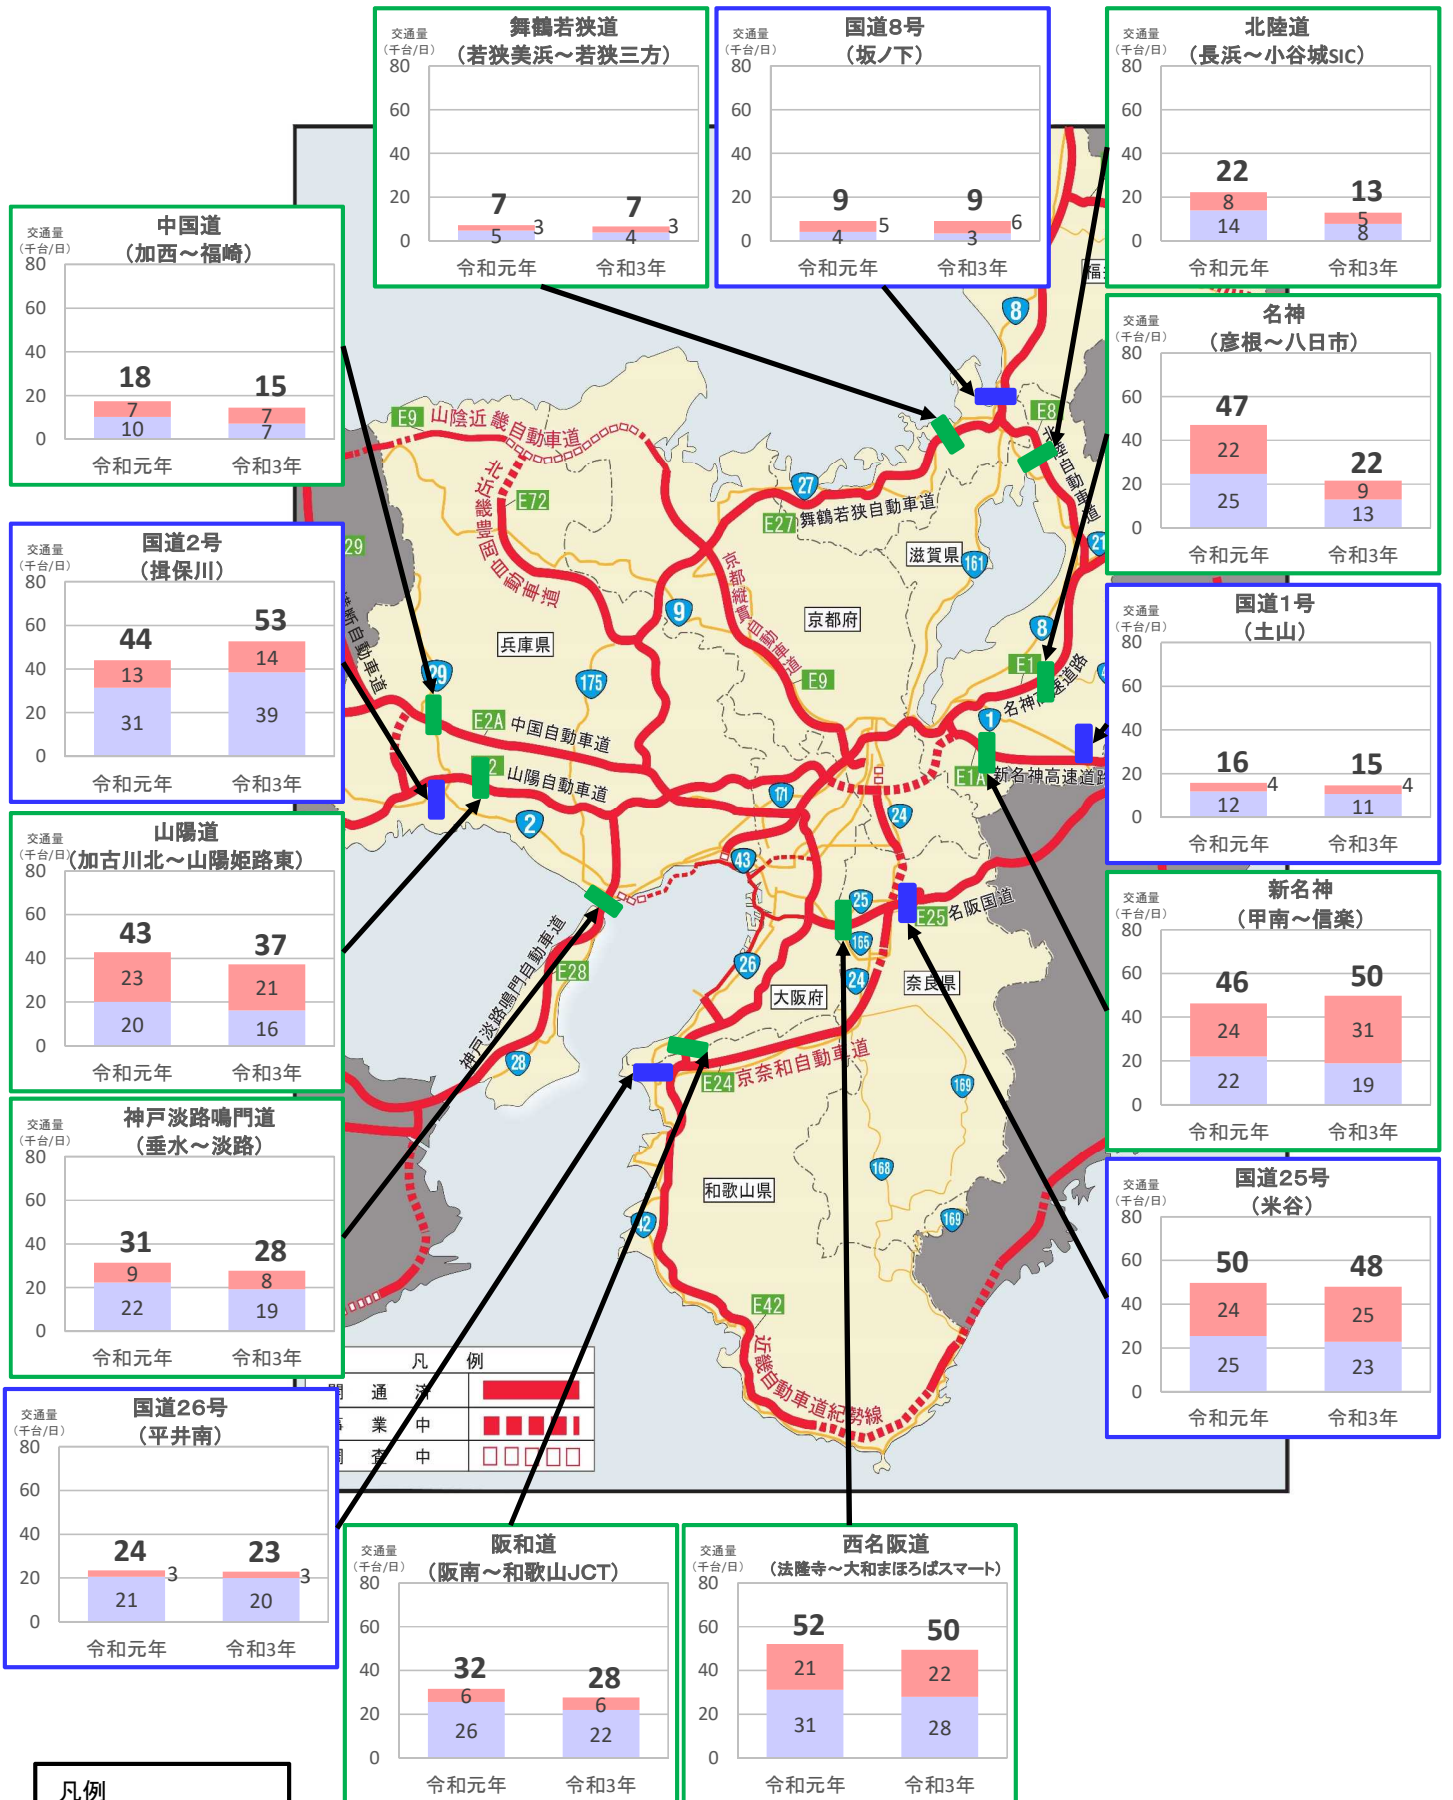 交通量
(千台/日)
舞鶴若狭道
(若狭美浜～若狭三方)
80
60
40
20
0
7
3
5
7
3
4
令和元年
令和3年
交通量
(千台/日)
国道8号
(坂ノ下)
80
60
40
20
0
9
5
4
9
6
3
令和元年
令和3年
交通量
(千台/日)
北陸道
(長浜～小谷城SIC)
80
60
40
20
0
22
8
14
13
5
8
令和元年
令和3年
交通量
(千台/日)
中国道
(加西～福崎)
80
60
40
20
0
18
7
10
15
7
7
令和元年
令和3年
交通量
(千台/日)
名神
(彦根～八日市)
80
60
40
20
0
47
22
25
22
9
13
令和元年
令和3年
交通量
(千台/日)
国道2号
(揖保川)
80
60
40
20
0
44
13
31
53
14
39
令和元年
令和3年
交通量
(千台/日)
国道1号
(土山)
80
60
40
20
0
16
4
12
15
4
11
令和元年
令和3年
交通量
(千台/日)
山陽道
(加古川北～山陽姫路東)
80
60
40
20
0
43
23
20
37
21
16
令和元年
令和3年
交通量
(千台/日)
新名神
(甲南～信楽)
80
60
40
20
0
46
24
22
50
31
19
令和元年
令和3年
交通量
(千台/日)
神戸淡路鳴門道
(垂水～淡路)
80
60
40
20
0
31
9
22
28
8
19
令和元年
令和3年
交通量
(千台/日)
国道25号
(米谷)
80
60
40
20
0
50
24
25
48
25
23
令和元年
令和3年
交通量
(千台/日)
国道26号
(平井南)
80
60
40
20
0
24
3
21
23
3
20
令和元年
令和3年
交通量
(千台/日)
阪和道
(阪南～和歌山JCT)
80
60
40
20
0
32
6
26
28
6
22
令和元年
令和3年
交通量
(千台/日)
西名阪道
(法隆寺～大和まほろばスマート)
80
60
40
20
0
52
21
31
50
22
28
令和元年
令和3年
8
E9
山陰近畿自動車道
E8
北陸自動車道
北近畿豊岡自動車道
E72
27
E27
舞鶴若狭自動車道
29
滋賀県
161
21
京都縦貫自動車道
9
京都府
8
兵庫県
29
175
E9
E1
名神高速道路
1
E2A
中国自動車道
E1A
新名神高速道路
山陽自動車道
171
2
24
43
25
E25
名阪国道
165
26
24
奈良県
大阪府
神戸淡路鳴門自動車道
E28
28
E24
京奈和自動車道
169
168
和歌山県
169
42
E42
近畿自動車道紀勢線
凡例
開通済
事業中
調査中
凡例